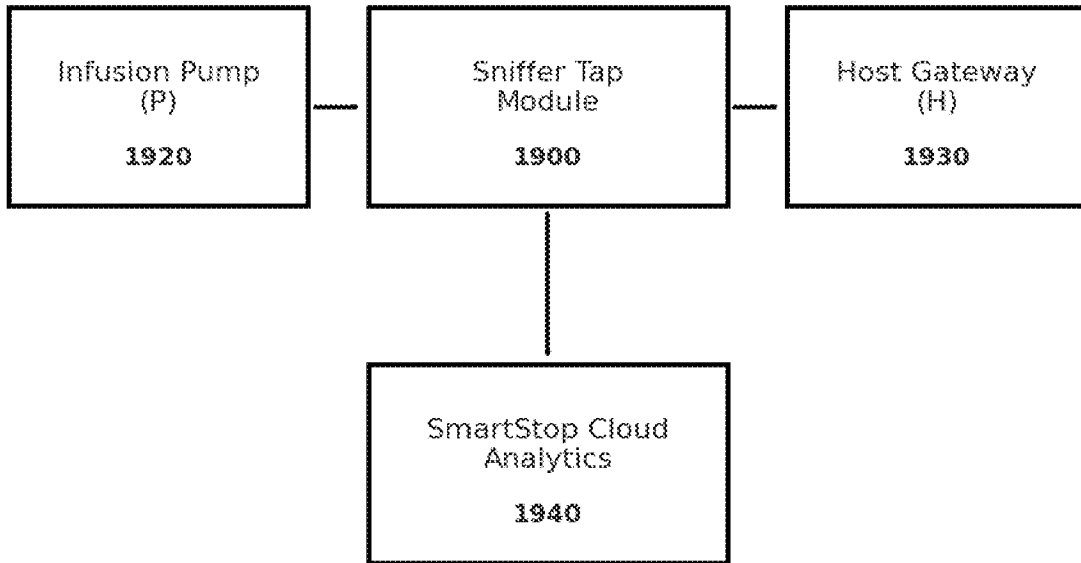 Infusion Pump
(P)
1920
Sniffer Tap
Module
1900
Host Gateway
(H)
1930
SmartStop Cloud
Analytics
1940